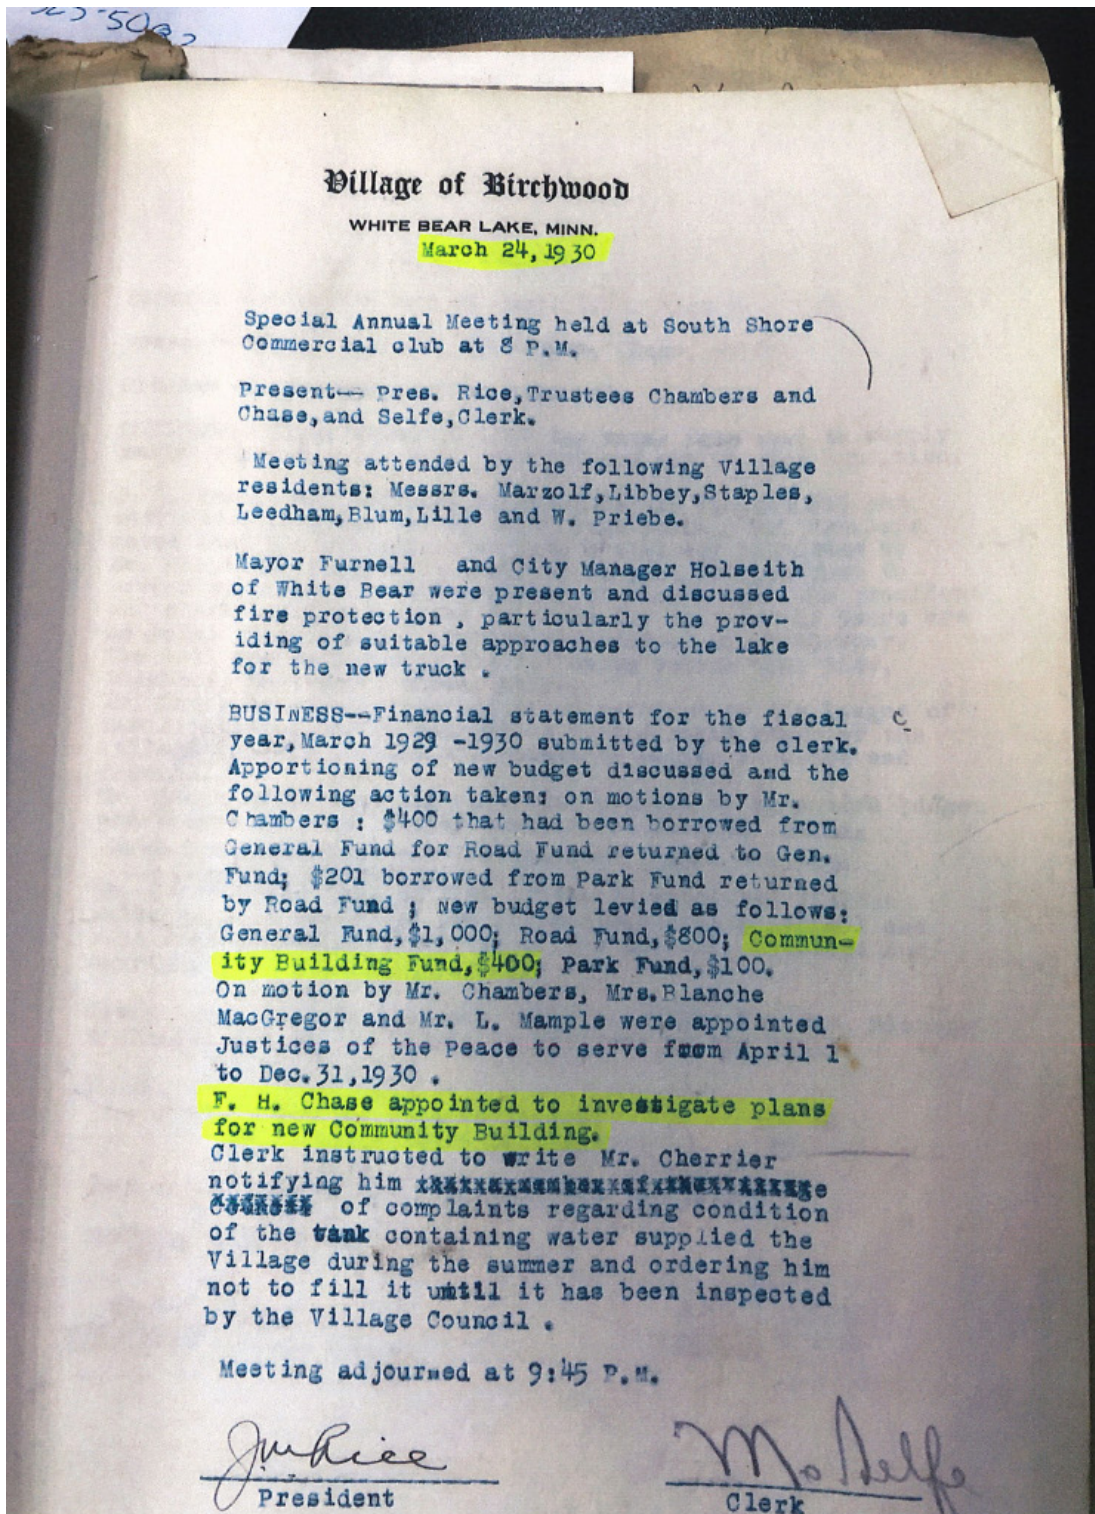 Village of Birchwood
WHITE BEAR LAKE, MINN.
March 24, 1930
Special Annual Meeting held at South Shore
Commercial club at 8 P.M.
Present-- Pres. Rice,Trustees Chambers and
Chase,and Selfe,Clerk.
Meeting attended by the following Village
residents: Messrs. Marzolf,Libbey,Staples,
Leedham,Blum,Lille and W. Priebe.
Mayor Furnell and City Manager Holseith
of White Bear were present and discussed
fire protection , particularly the prov-
iding of suitable approaches to the lake
for the new truck .
BUSINESS--Financial statement for the fiscal
year,March 1929 -1930 submitted by the clerk.
Apportioning of new budget discussed and the
following action taken: on motions by Mr.
Chambers : $400 that had been borrowed from
General Fund for Road Fund returned to Gen.
Fund; $201 borrowed from Park Fund returned
by Road Fund ; New budget levied as follows:
General Fund,$1,000; Road Fund,$800; Commun-
ity Building Fund,$400; Park Fund,$100.
On motion by Mr. Chambers, Mrs.Blanche
MacGregor and Mr. L. Mample were appointed
Justices of the Peace to serve from April 1
to Dec.31,1930 .
F. H. Chase appointed to investigate plans
for new Community Building.
Clerk instructed to write Mr. Cherrier
notifying him
of complaints regarding condition
of the tank containing water supplied the
Village during the summer and ordering him
not to fill it until it has been inspected
by the Village Council .
Meeting adjourned at 9:45 P.M.
J M Rice
Mo Selfe
President
Clerk